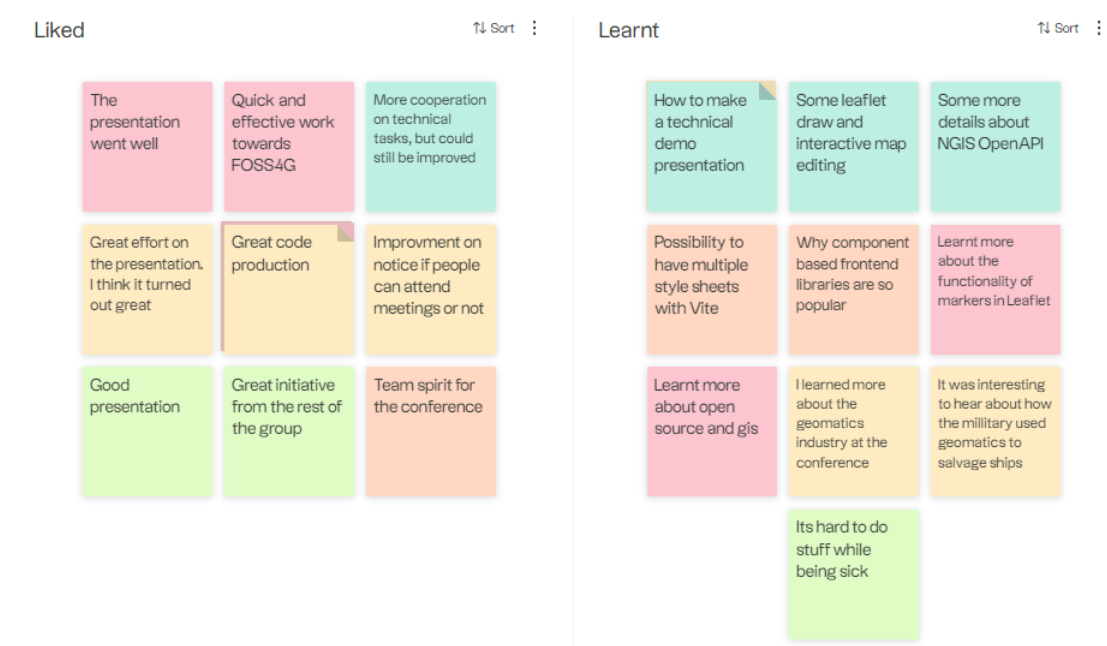 Liked
Sort
The
presentation
went well
Quick and
effective work
towards
FOSS4G
More cooperation
on technical
tasks, but could
still be improved
Great effort on
the presentation.
I think it turned
out great
Great code
production
Improvment on
notice if people
can attend
meetings or not
Good
presentation
Great initiative
from the rest of
the group
Team spirit for
the conference
Learnt
Sort
How to make
a technical
demo
presentation
Some leaflet
draw and
interactive map
editing
Some more
details about
NGIS OpenAPI
Possibility to
have multiple
style sheets
with Vite
Why component
based frontend
libraries are so
popular
Learnt more
about the
functionality of
markers in Leaflet
Learnt more
about open
source and gis
I learned more
about the
geomatics
industry at the
conference
It was interesting
to hear about how
the millitary used
geomatics to
salvage ships
Its hard to do
stuff while
being sick